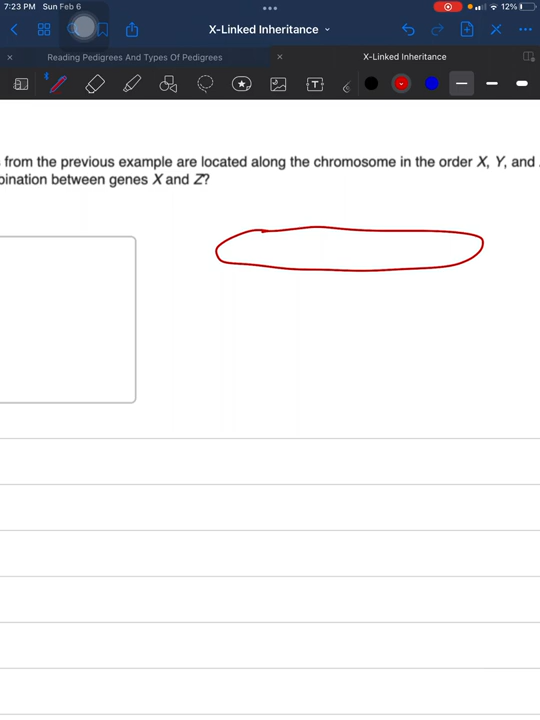 7:23 PM Sun Feb 6
12%
X-Linked Inheritance
Reading Pedigrees And Types Of Pedigrees
X-Linked Inheritance
from the previous example are located along the chromosome in the order X, Y, and
bination between genes X and Z?